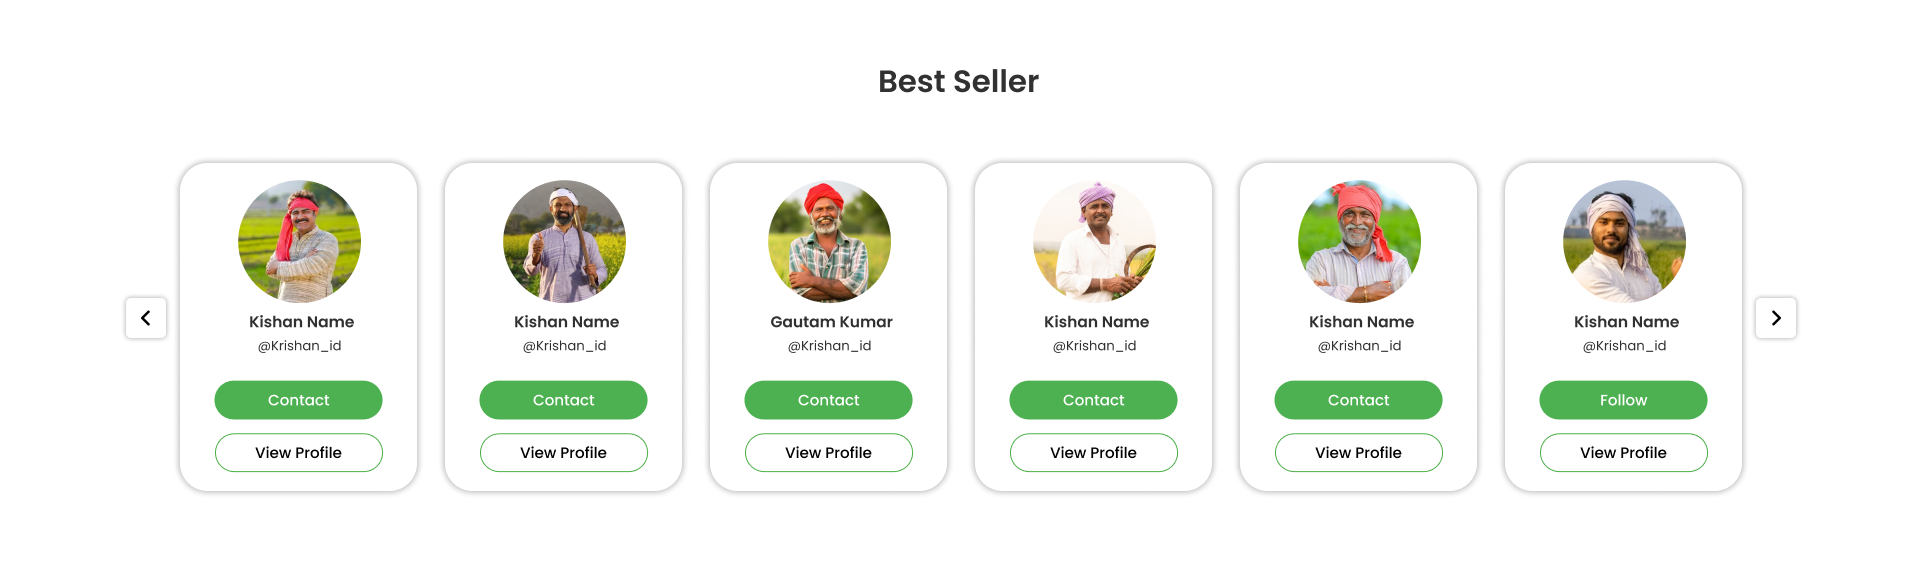 Best Seller
Kishan Name
@Krishan_id
Contact
View Profile
Kishan Name
@Krishan_id
Contact
View Profile
Gautam Kumar
@Krishan_id
Contact
View Profile
Kishan Name
@Krishan_id
Contact
View Profile
Kishan Name
@Krishan_id
Contact
View Profile
Kishan Name
@Krishan_id
Follow
View Profile